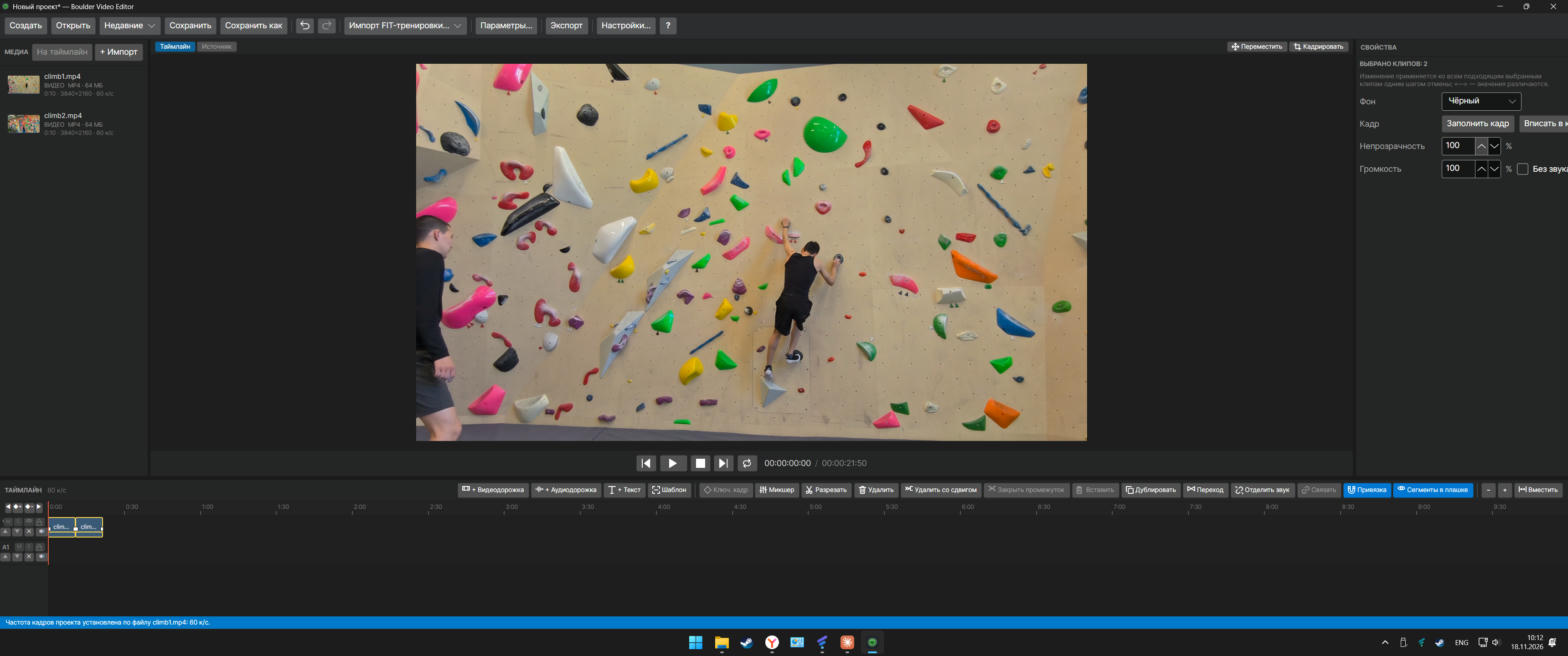 Новый проект* — Boulder Video Editor
Создать Открыть Недавние Сохранить Сохранить как Импорт FIT-тренировки... Параметры... Экспорт Настройки... ?
МЕДИА На таймлайн + Импорт
Таймлайн Источник Переместить Кадрировать
СВОЙСТВА
climb1.mp4
ВИДЕО MP4 · 64 МБ
0:10 · 3840×2160 · 60 к/с
climb2.mp4
ВИДЕО MP4 · 64 МБ
0:10 · 3840×2160 · 60 к/с
ВЫБРАНО КЛИПОВ: 2
Изменение применяется ко всем подходящим выбранным
клипам одним шагом отмены; «—» — значения различаются.
Фон Чёрный
Кадр Заполнить кадр Вписать в к
Непрозрачность 100 %
Громкость 100 % Без звука
00:00:00:00 / 00:00:21:50
ТАЙМЛАЙН 60 к/с + Видеодорожка + Аудиодорожка + Текст Шаблон Ключ. кадр Микшер Разрезать Удалить Удалить со сдвигом Закрыть промежуток Вставить Дублировать Переход Отделить звук Связать Привязка Сегменты в плашке − + Вместить
0:00 0:30 1:00 1:30 2:00 2:30 3:00 3:30 4:00 4:30 5:00 5:30 6:00 6:30 7:00 7:30 8:00 8:30 9:00 9:30
clim... clim...
A1
Частота кадров проекта установлена по файлу climb1.mp4: 60 к/с.
ENG 10:12
18.11.2026